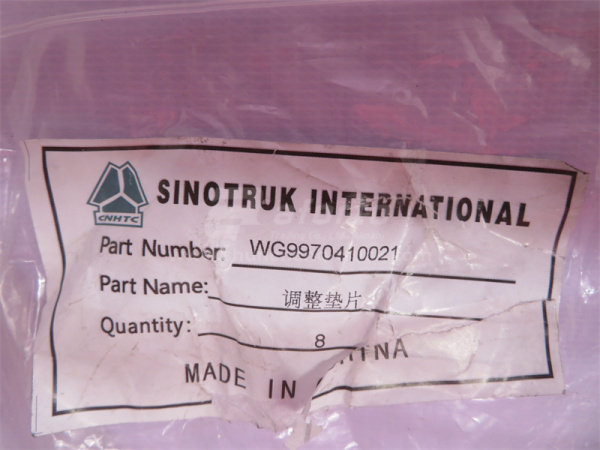 CNHTC
SINOTRUK INTERNATIONAL
Part Number: WG9970410021
Part Name: 调整垫片
Quantity: 8
MADE IN